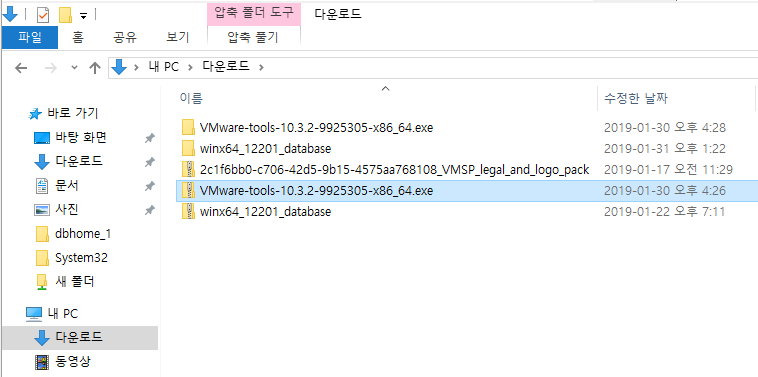 압축 폴더 도구 다운로드
파일 홈 공유 보기 압축 풀기
내 PC 다운로드
이름 수정한 날짜
바로 가기
바탕 화면
다운로드
문서
사진
dbhome_1
System32
새 폴더
내 PC
다운로드
동영상
VMware-tools-10.3.2-9925305-x86_64.exe 2019-01-30 오후 4:28
winx64_12201_database 2019-01-31 오후 1:22
2c1f6bb0-c706-42d5-9b15-4575aa768108_VMSP_legal_and_logo_pack 2019-01-17 오전 11:29
VMware-tools-10.3.2-9925305-x86_64.exe 2019-01-30 오후 4:26
winx64_12201_database 2019-01-22 오후 7:11